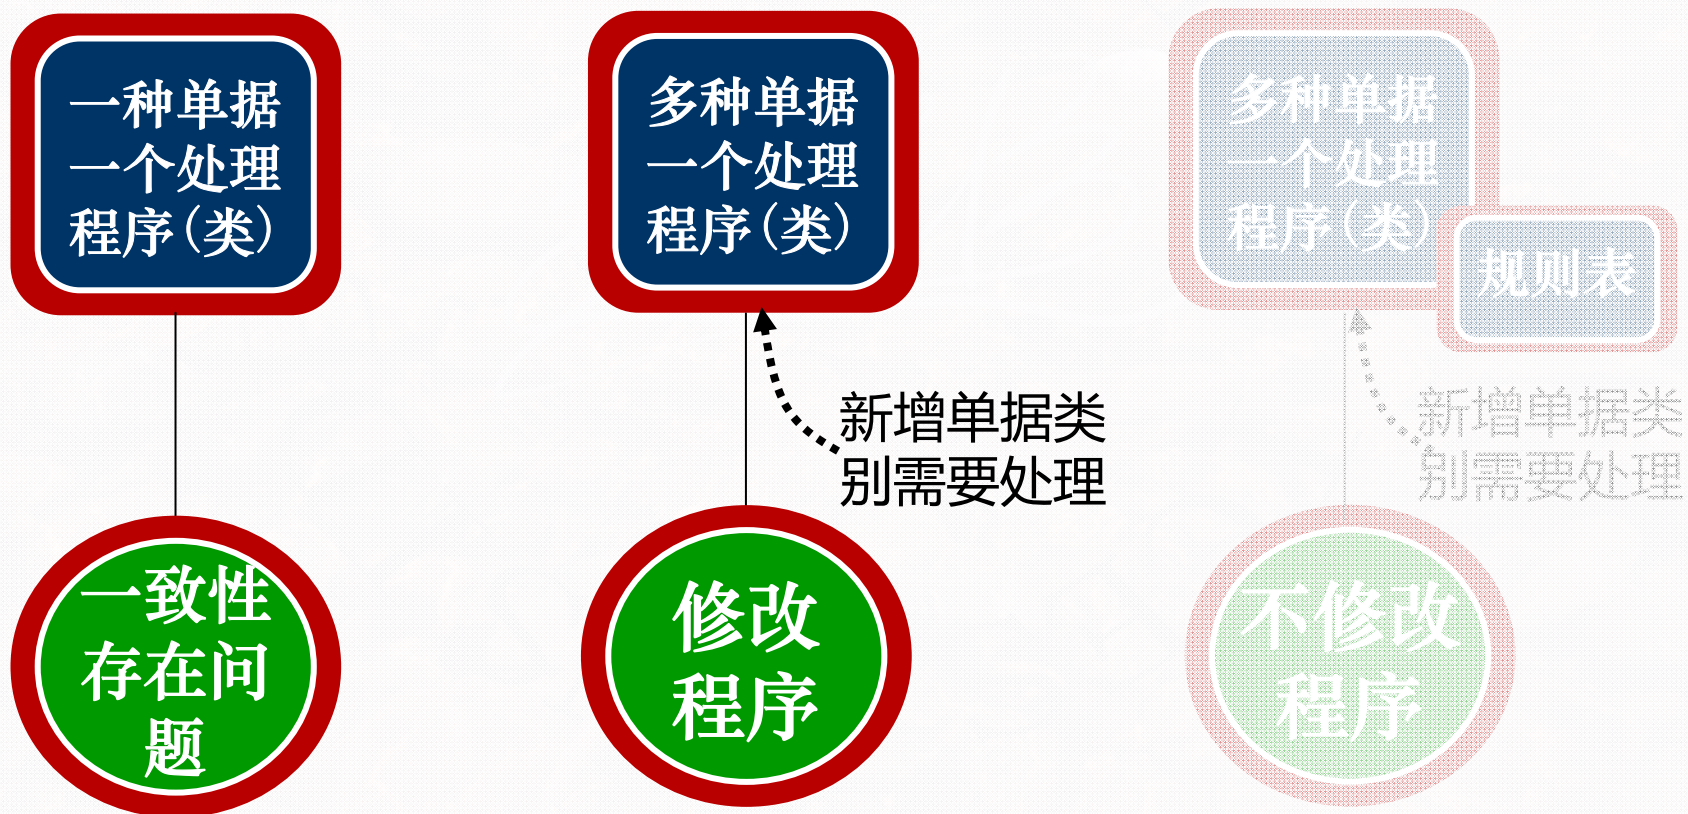 一种单据
一个处理
程序(类)
一致性
存在问
题
多种单据
一个处理
程序(类)
新增单据类
别需要处理
修改
程序
多种单据
一个处理
程序(类)
规则表
新增单据类
别需要处理
不修改
程序